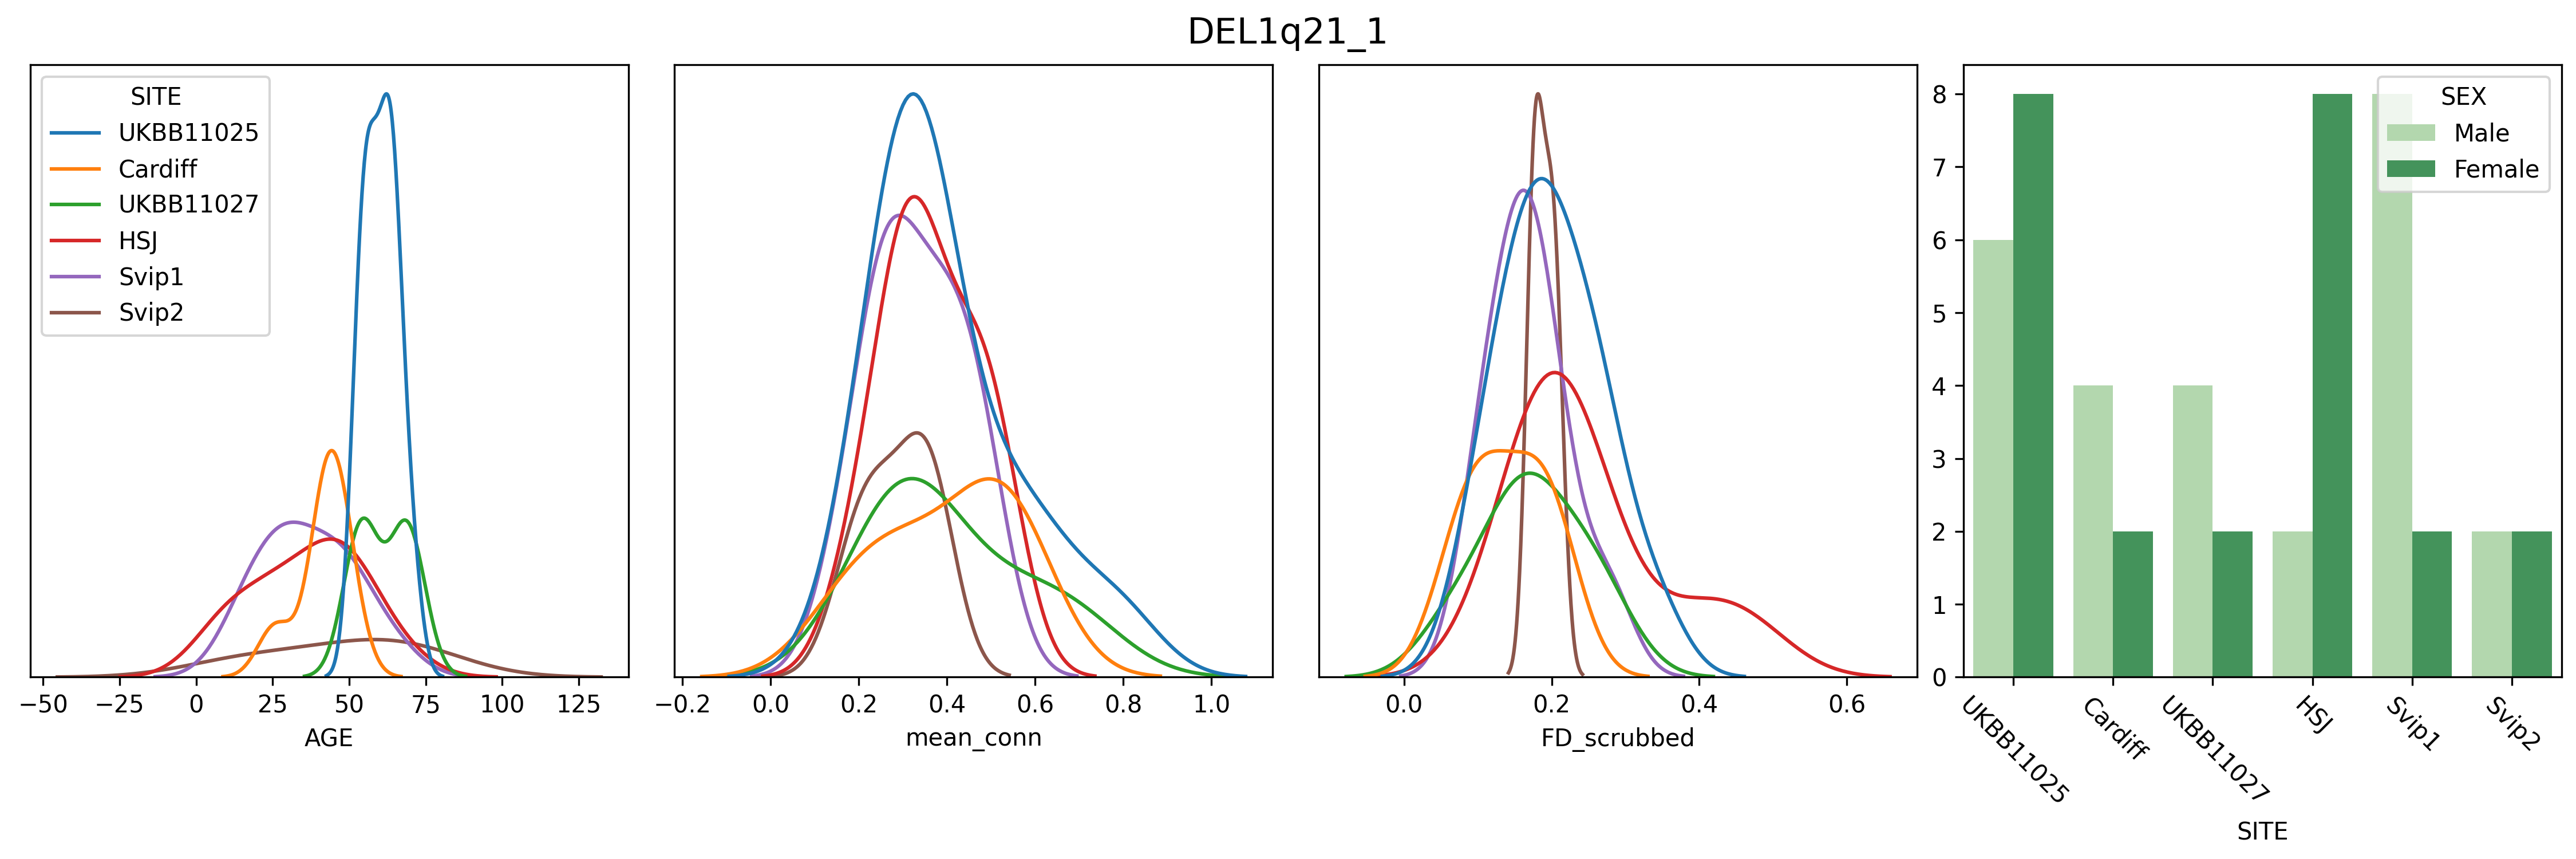 DEL1q21_1
SITE
UKBB11025
Cardiff
UKBB11027
HSJ
Svip1
Svip2
−50 −25 0 25 50 75 100 125
AGE
−0.2 0.0 0.2 0.4 0.6 0.8 1.0
mean_conn
0.0 0.2 0.4 0.6
FD_scrubbed
8
7
6
5
4
3
2
1
0
SEX
Male
Female
UKBB11025 Cardiff UKBB11027 HSJ Svip1 Svip2
SITE